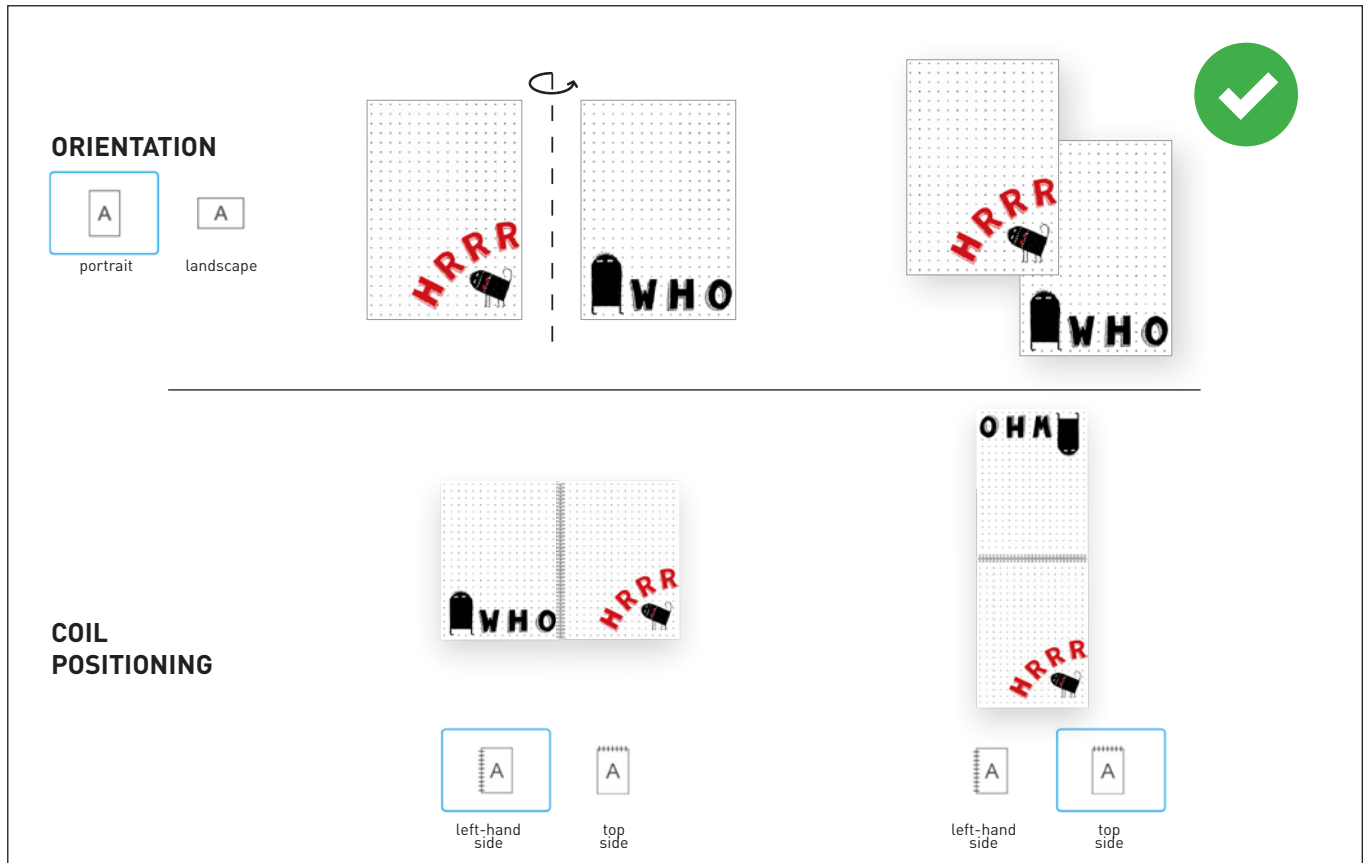 ORIENTATION
A
A
portrait
landscape
HRRR
WHO
HRRR
WHO
COIL
POSITIONING
WHO
HRRR
WHO
HRRR
A
A
left-hand
side
top
side
A
A
left-hand
side
top
side